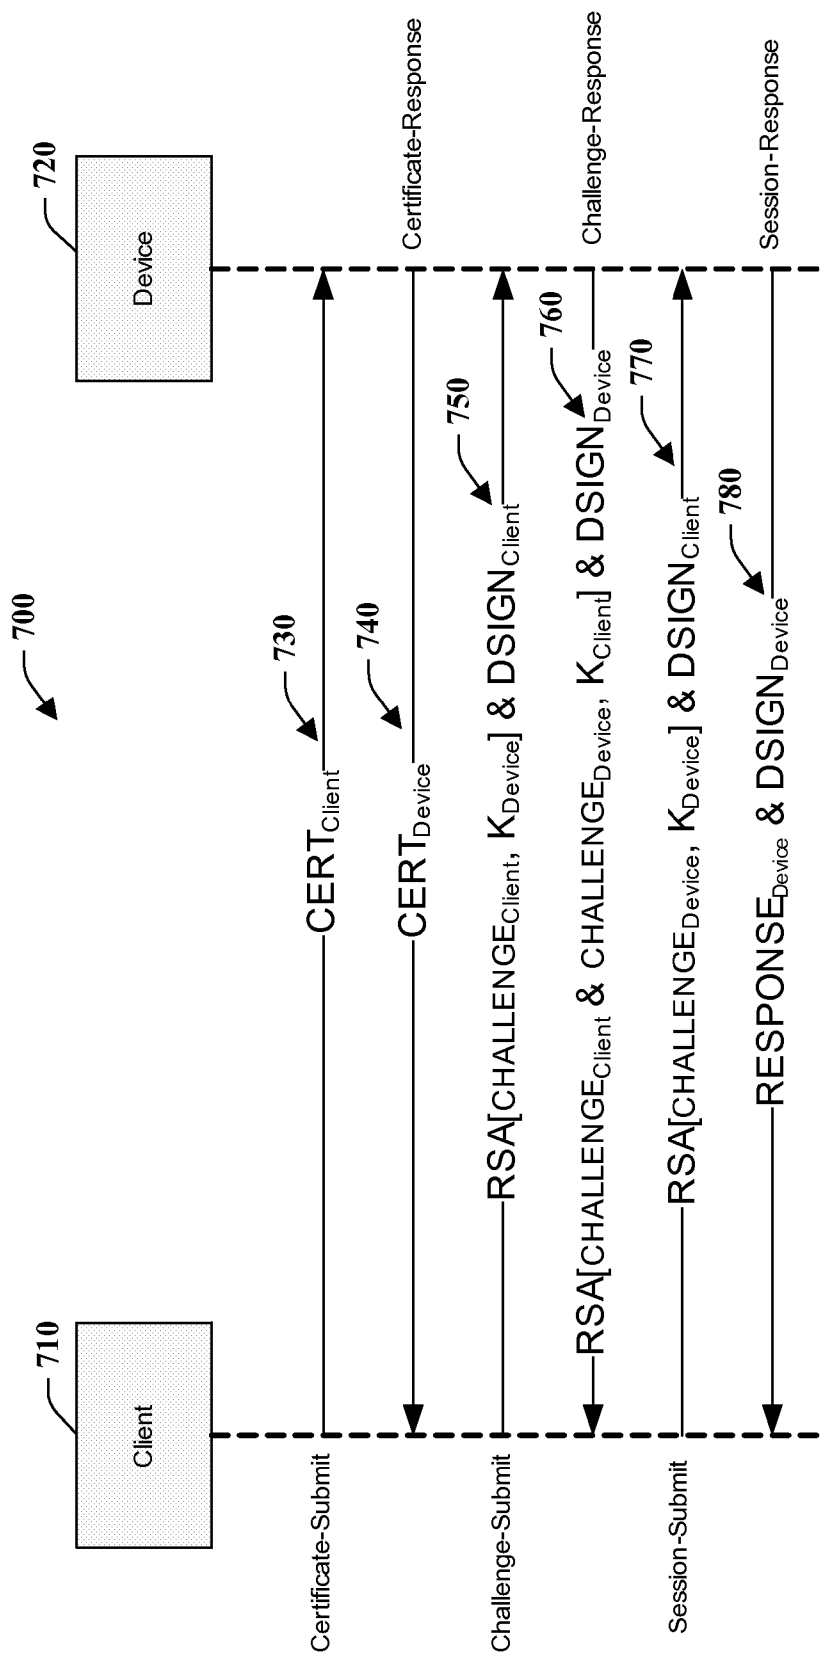 700
710
720
Client
Device
Certificate-Submit
730
CERT_Client
740
CERT_Device
Certificate-Response
Challenge-Submit
750
RSA[CHALLENGE_Client, K_Device] & DSIGN_Client
760
RSA[CHALLENGE_Client & CHALLENGE_Device, K_Client] & DSIGN_Device
Challenge-Response
Session-Submit
770
RSA[CHALLENGE_Device, K_Device] & DSIGN_Client
780
RESPONSE_Device & DSIGN_Device
Session-Response